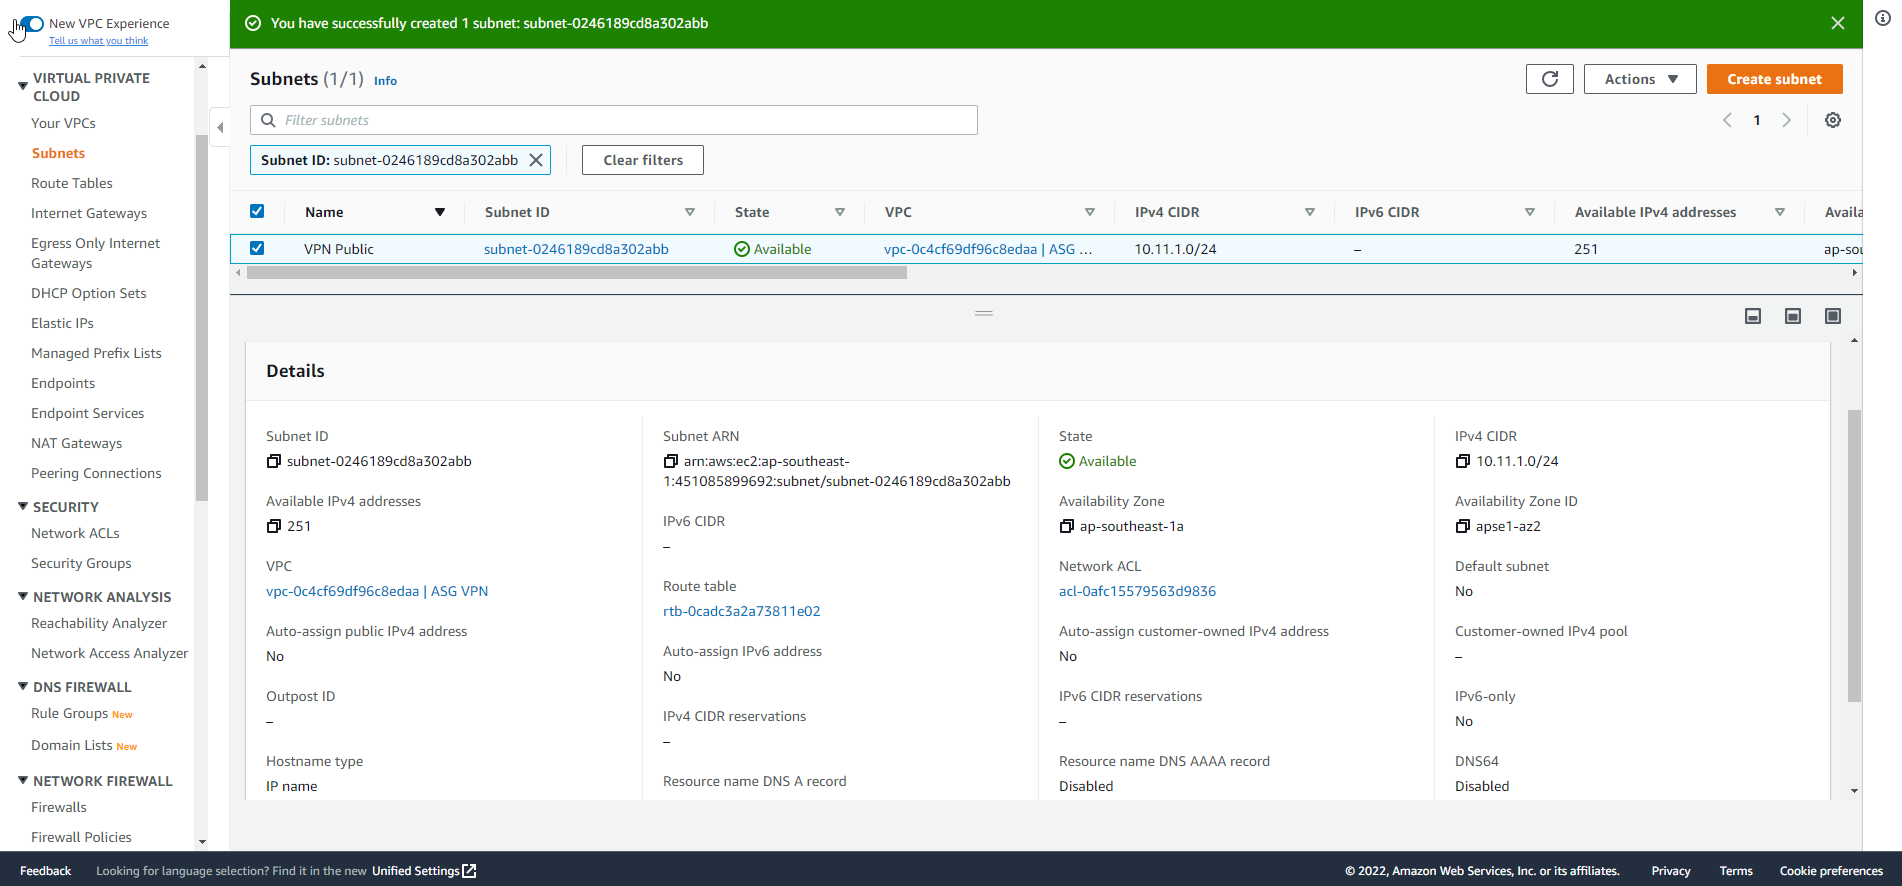 New VPC Experience
Tell us what you think
VIRTUAL PRIVATE
CLOUD
Your VPCs
Subnets
Route Tables
Internet Gateways
Egress Only Internet
Gateways
DHCP Option Sets
Elastic IPs
Managed Prefix Lists
Endpoints
Endpoint Services
NAT Gateways
Peering Connections
SECURITY
Network ACLs
Security Groups
NETWORK ANALYSIS
Reachability Analyzer
Network Access Analyzer
DNS FIREWALL
Rule Groups New
Domain Lists New
NETWORK FIREWALL
Firewalls
Firewall Policies
You have successfully created 1 subnet: subnet-0246189cd8a302abb
Subnets (1/1) Info
Actions
Create subnet
Filter subnets
1
Subnet ID: subnet-0246189cd8a302abb
Clear filters
Name Subnet ID State VPC IPv4 CIDR IPv6 CIDR Available IPv4 addresses Availa
VPN Public subnet-0246189cd8a302abb Available vpc-0c4cf69df96c8edaa | ASG ... 10.11.1.0/24 – 251 ap-sou
Details
Subnet ID
subnet-0246189cd8a302abb
Available IPv4 addresses
251
VPC
vpc-0c4cf69df96c8edaa | ASG VPN
Auto-assign public IPv4 address
No
Outpost ID
–
Hostname type
IP name
Subnet ARN
arn:aws:ec2:ap-southeast-
1:451085899692:subnet/subnet-0246189cd8a302abb
IPv6 CIDR
–
Route table
rtb-0cadc3a2a73811e02
Auto-assign IPv6 address
No
IPv4 CIDR reservations
–
Resource name DNS A record
State
Available
Availability Zone
ap-southeast-1a
Network ACL
acl-0afc15579563d9836
Auto-assign customer-owned IPv4 address
No
IPv6 CIDR reservations
–
Resource name DNS AAAA record
Disabled
IPv4 CIDR
10.11.1.0/24
Availability Zone ID
apse1-az2
Default subnet
No
Customer-owned IPv4 pool
–
IPv6-only
No
DNS64
Disabled
Feedback Looking for language selection? Find it in the new Unified Settings
© 2022, Amazon Web Services, Inc. or its affiliates. Privacy Terms Cookie preferences